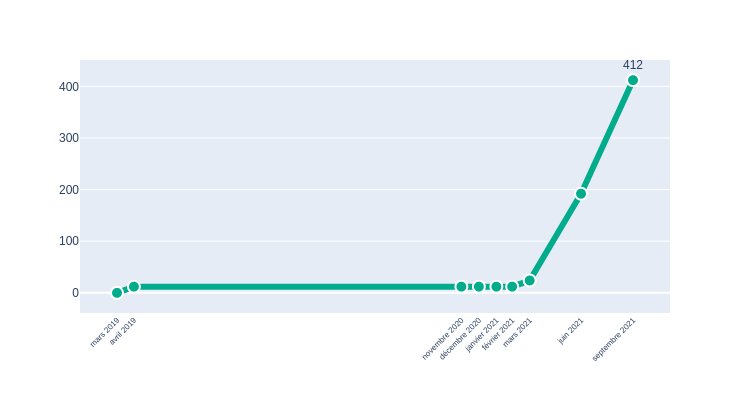 412
400
300
200
100
0
mars 2019
avril 2019
novembre 2020
décembre 2020
janvier 2021
février 2021
mars 2021
juin 2021
septembre 2021